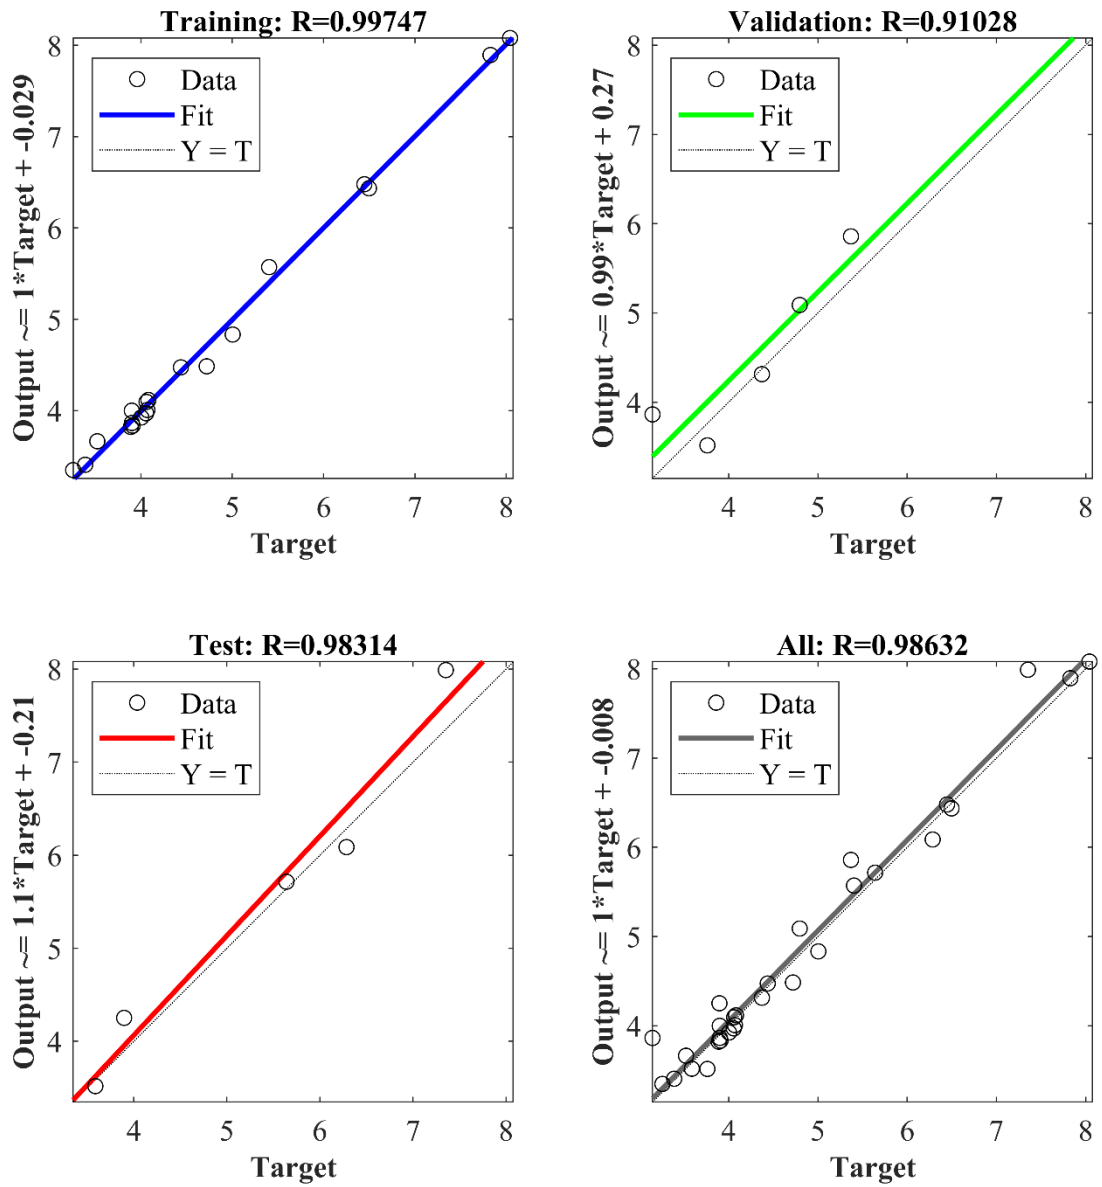 Training: R=0.99747
Output ~= 1*Target + -0.029
8
7
6
5
4
Data
Fit
Y = T
4 5 6 7 8
Target
Validation: R=0.91028
Output ~= 0.99*Target + 0.27
8
7
6
5
4
Data
Fit
Y = T
4 5 6 7 8
Target
Test: R=0.98314
Output ~= 1.1*Target + -0.21
8
7
6
5
4
Data
Fit
Y = T
4 5 6 7 8
Target
All: R=0.98632
Output ~= 1*Target + -0.008
8
7
6
5
4
Data
Fit
Y = T
4 5 6 7 8
Target